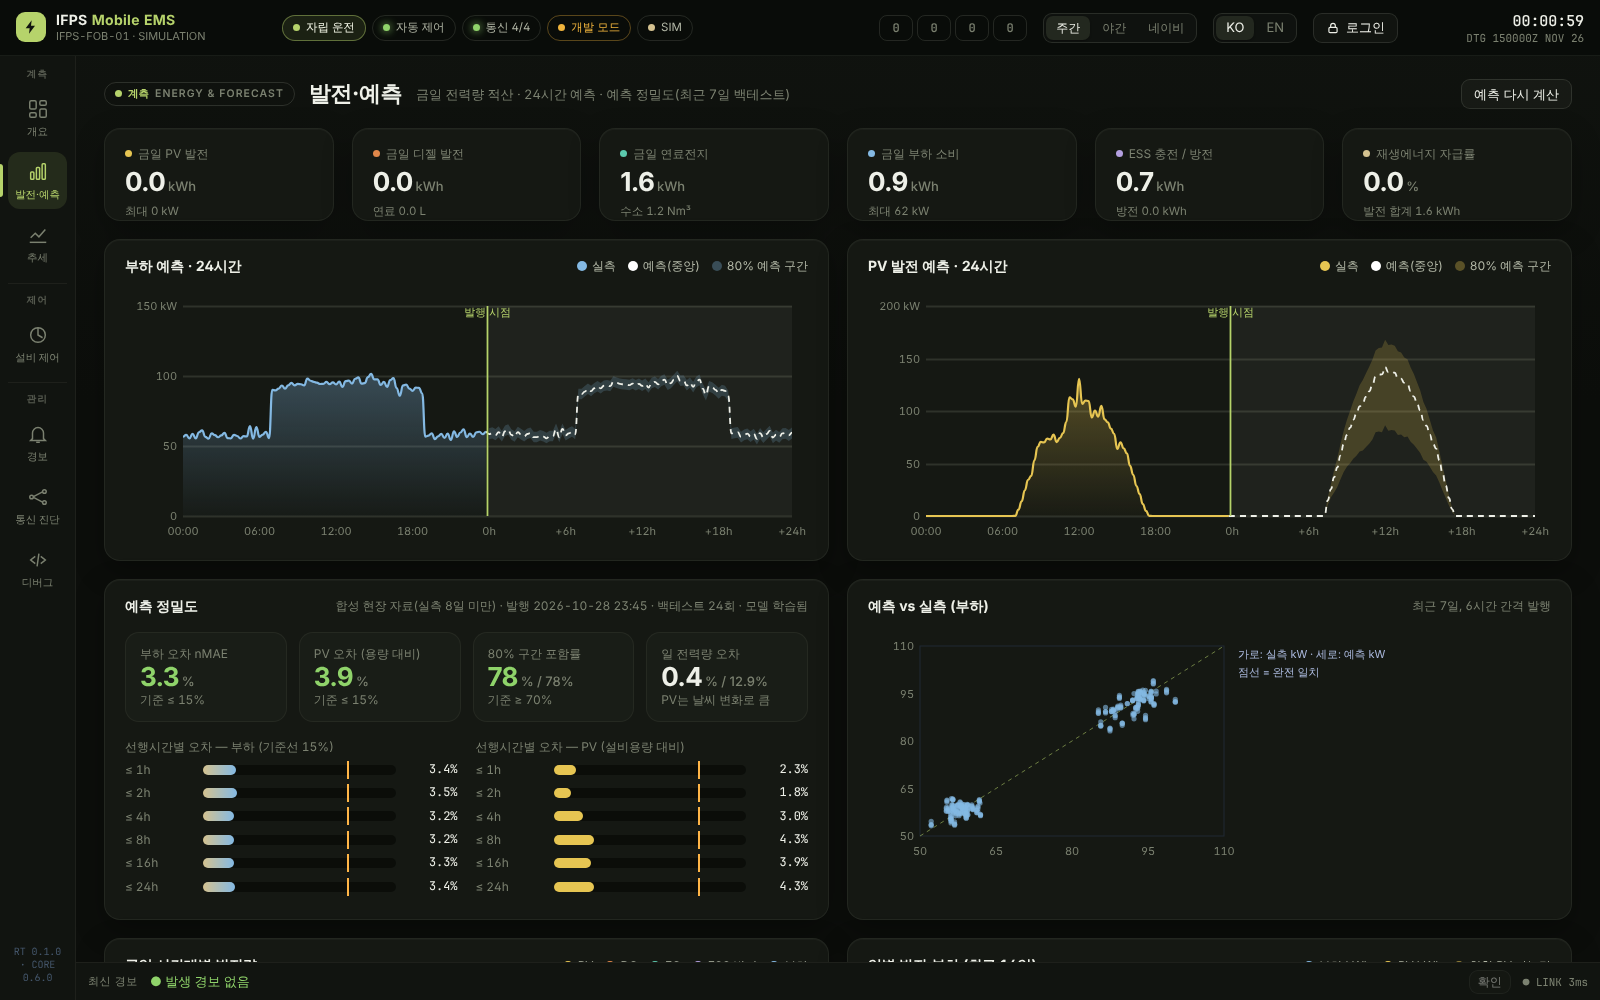 IFPS Mobile EMS
IFPS-FOB-01 · SIMULATION
자립 운전
자동 제어
통신 4/4
개발 모드
SIM
0 0 0 0
주간 야간 네이비
KO EN
로그인
00:00:59
DTG 150000Z NOV 26
계측
개요
발전·예측
추세
제어
설비 제어
관리
경보
통신 진단
디버그
RT 0.1.0
· CORE
0.6.0
계측 ENERGY & FORECAST
발전·예측
금일 전력량 적산 · 24시간 예측 · 예측 정밀도(최근 7일 백테스트)
예측 다시 계산
금일 PV 발전
0.0 kWh
최대 0 kW
금일 디젤 발전
0.0 kWh
연료 0.0 L
금일 연료전지
1.6 kWh
수소 1.2 Nm³
금일 부하 소비
0.9 kWh
최대 62 kW
ESS 충전 / 방전
0.7 kWh
방전 0.0 kWh
재생에너지 자급률
0.0 %
발전 합계 1.6 kWh
부하 예측 · 24시간
실측 예측(중앙) 80% 예측 구간
150 kW
발행 시점
100
50
0
00:00 06:00 12:00 18:00 0h +6h +12h +18h +24h
PV 발전 예측 · 24시간
실측 예측(중앙) 80% 예측 구간
200 kW
발행 시점
150
100
50
0
00:00 06:00 12:00 18:00 0h +6h +12h +18h +24h
예측 정밀도
합성 현장 자료(실측 8일 미만) · 발행 2026-10-28 23:45 · 백테스트 24회 · 모델 학습됨
부하 오차 nMAE
3.3 %
기준 ≤ 15%
PV 오차 (용량 대비)
3.9 %
기준 ≤ 15%
80% 구간 포함률
78 % / 78%
기준 ≥ 70%
일 전력량 오차
0.4 % / 12.9%
PV는 날씨 변화로 큼
선행시간별 오차 — 부하 (기준선 15%)
≤ 1h 3.4%
≤ 2h 3.5%
≤ 4h 3.2%
≤ 8h 3.2%
≤ 16h 3.3%
≤ 24h 3.4%
선행시간별 오차 — PV (설비용량 대비)
≤ 1h 2.3%
≤ 2h 1.8%
≤ 4h 3.0%
≤ 8h 4.3%
≤ 16h 3.9%
≤ 24h 4.3%
예측 vs 실측 (부하)
최근 7일, 6시간 간격 발행
110
95
80
65
50
50 65 80 95 110
가로: 실측 kW · 세로: 예측 kW
점선 = 완전 일치
최신 경보
발생 경보 없음
확인
LINK 3ms